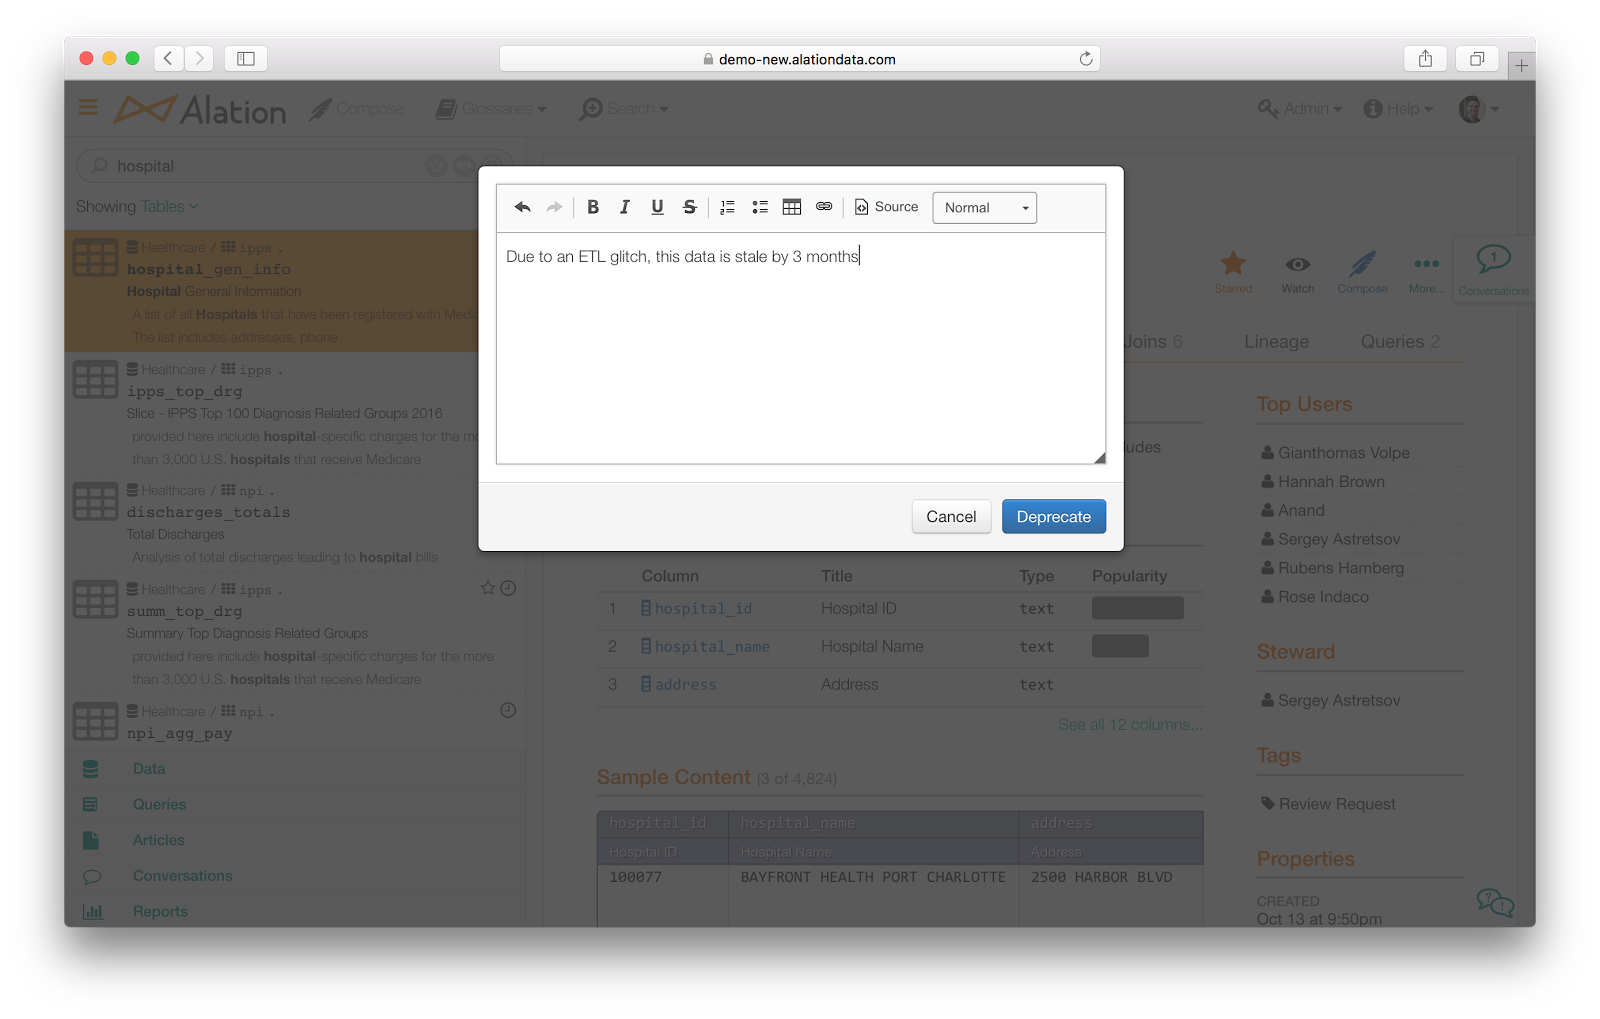 demo-new.alationdata.com
Alation
Compose
Glossaries
Search
Admin
Help
hospital
Showing Tables
Healthcare / ipps .
hospital_gen_info
Hospital General Information
A list of all Hospitals that have been registered with Medic
The list includes addresses, phone
Healthcare / ipps .
ipps_top_drg
Slice - IPPS Top 100 Diagnosis Related Groups 2016
provided here include hospital-specific charges for the mo
than 3,000 U.S. hospitals that receive Medicare
Healthcare / npi .
discharges_totals
Total Discharges
Analysis of total discharges leading to hospital bills
Healthcare / ipps .
summ_top_drg
Summary Top Diagnosis Related Groups
provided here include hospital-specific charges for the more
than 3,000 U.S. hospitals that receive Medicare
Healthcare / npi .
npi_agg_pay
Data
Queries
Articles
Conversations
Reports
B I U S Source Normal
Due to an ETL glitch, this data is stale by 3 months
Cancel
Deprecate
Starred
Watch
Compose
More...
1
Conversations
Joins 6
Lineage
Queries 2
ludes
Column Title Type Popularity
1 hospital_id Hospital ID text
2 hospital_name Hospital Name text
3 address Address text
See all 12 columns...
Sample Content (3 of 4,824)
hospital_id hospital_name address
Hospital ID Hospital Name Address
100077 BAYFRONT HEALTH PORT CHARLOTTE 2500 HARBOR BLVD
Top Users
Gianthomas Volpe
Hannah Brown
Anand
Sergey Astretsov
Rubens Hamberg
Rose Indaco
Steward
Sergey Astretsov
Tags
Review Request
Properties
CREATED
Oct 13 at 9:50pm